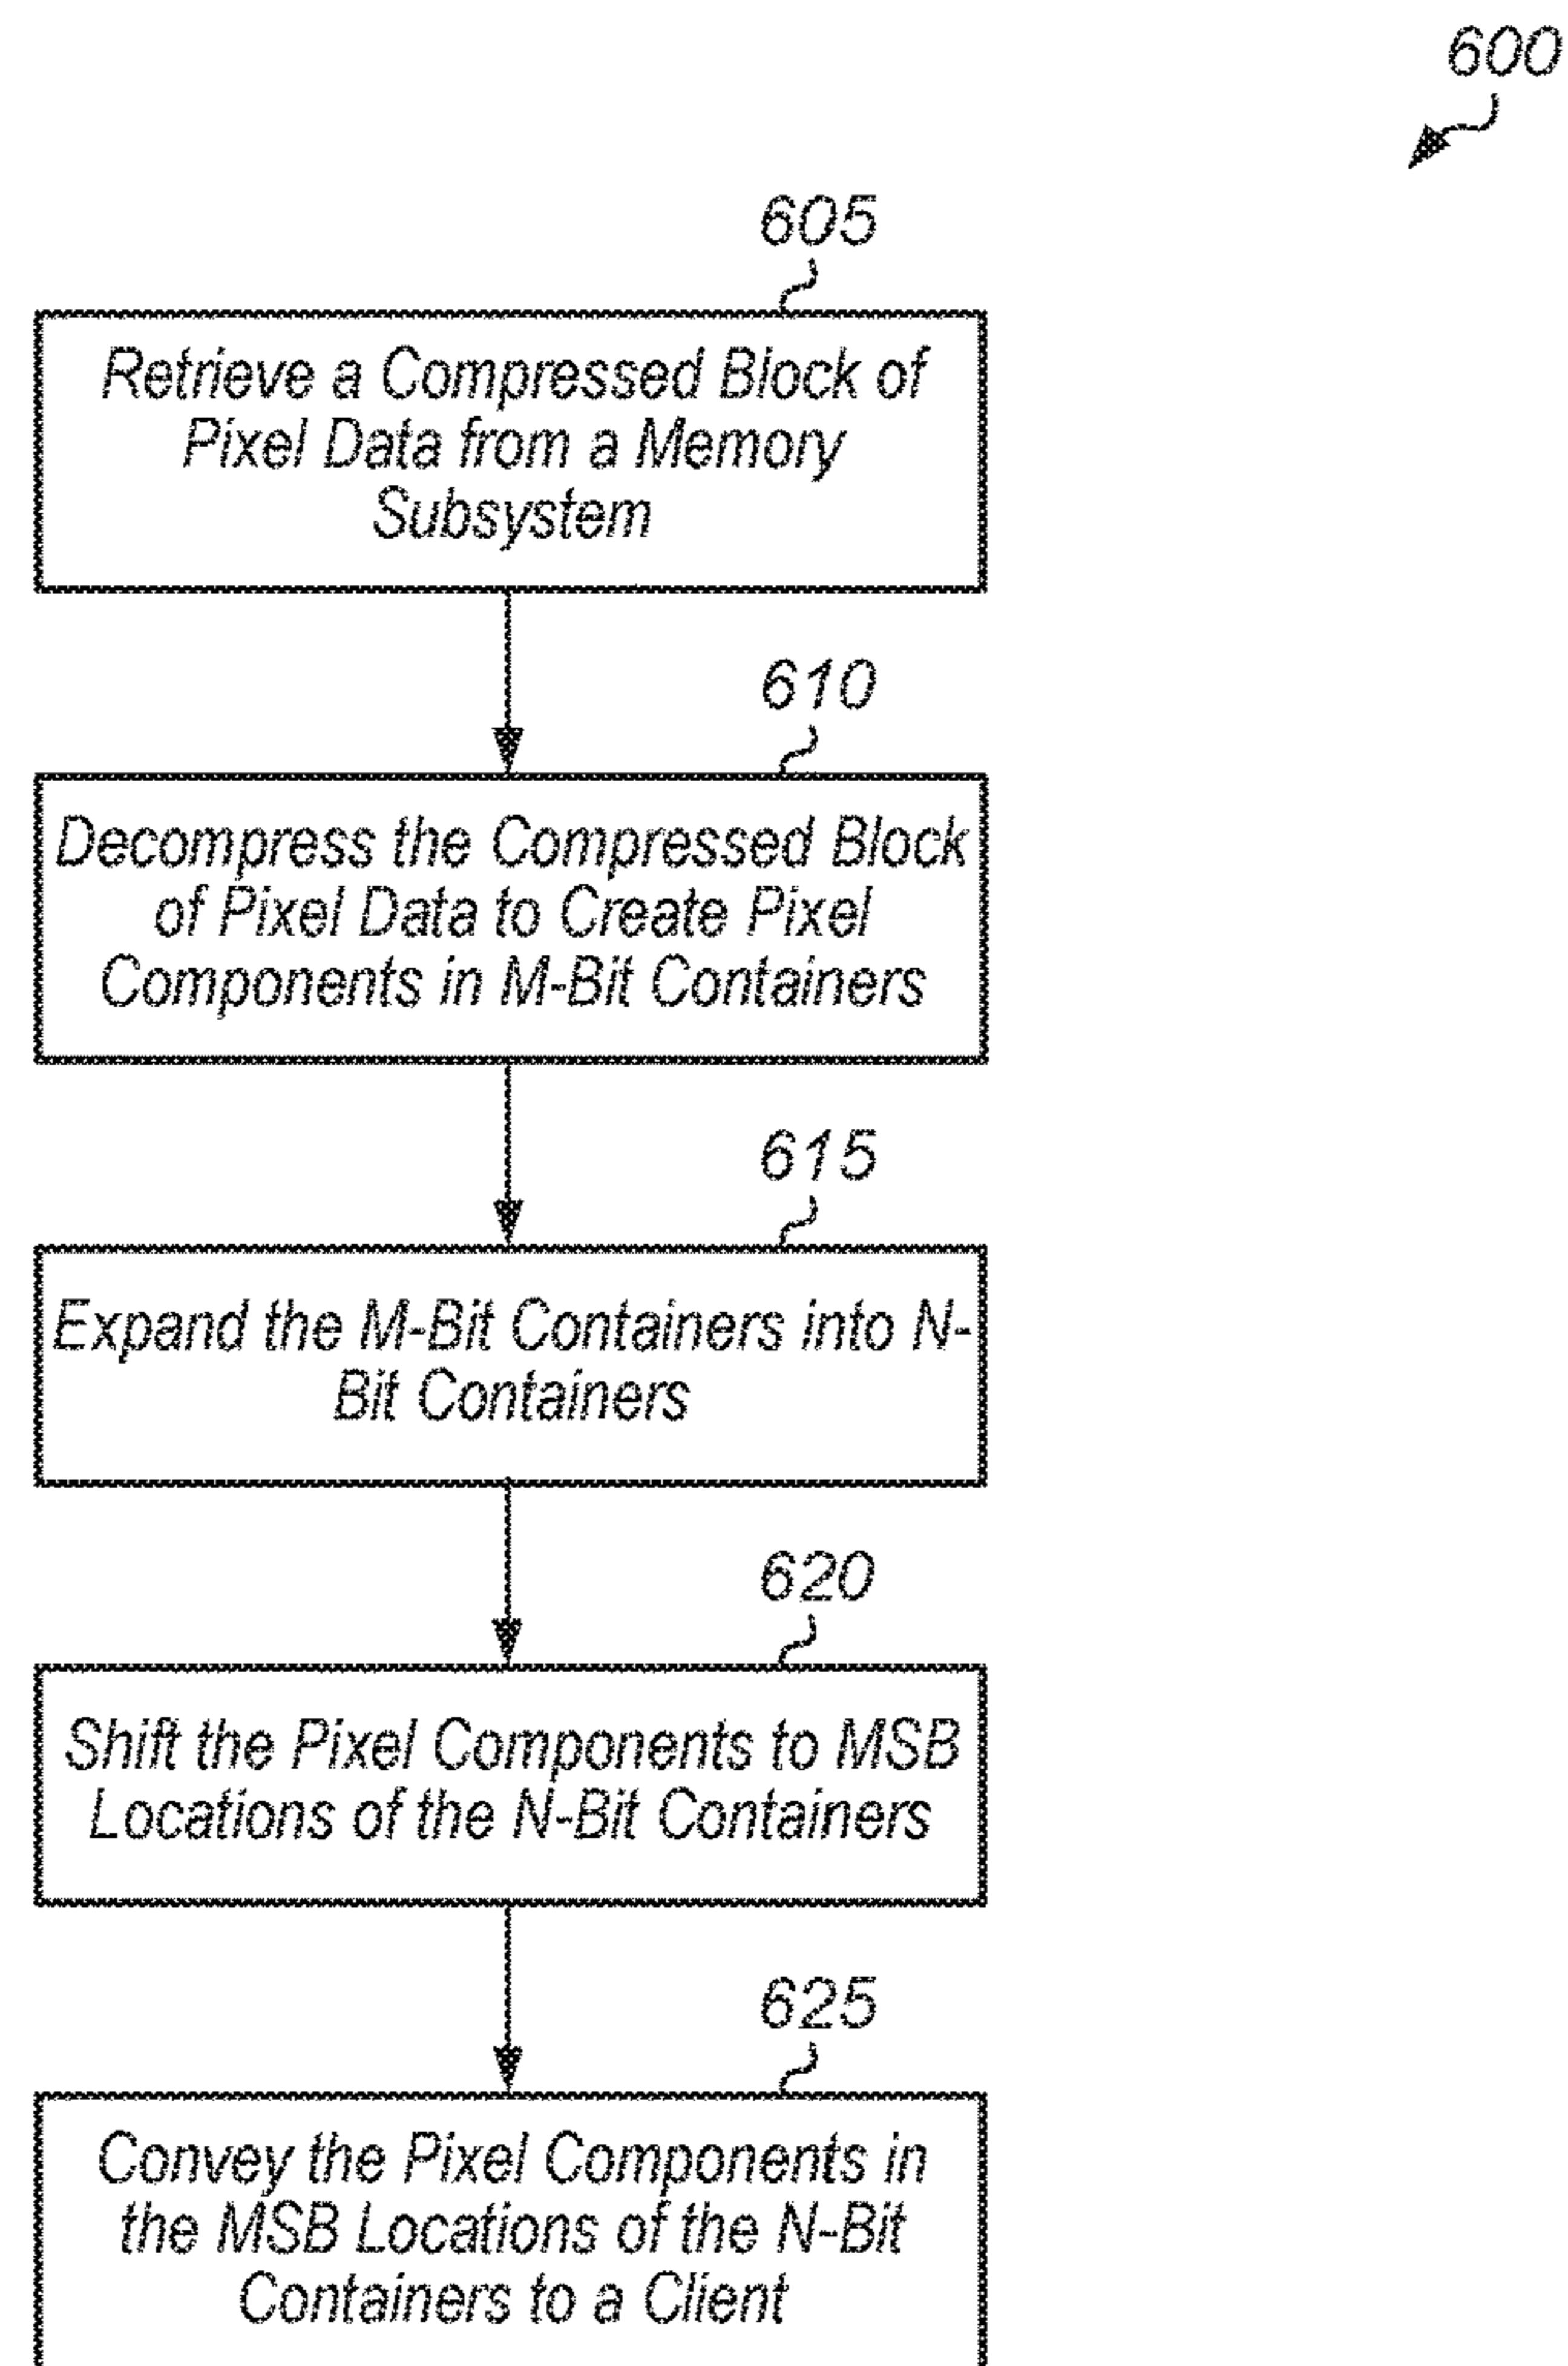 600
605
Retrieve a Compressed Block of
Pixel Data from a Memory
Subsystem
610
Decompress the Compressed Block
of Pixel Data to Create Pixel
Components in M-Bit Containers
615
Expand the M-Bit Containers into N-
Bit Containers
620
Shift the Pixel Components to MSB
Locations of the N-Bit Containers
625
Convey the Pixel Components in
the MSB Locations of the N-Bit
Containers to a Client